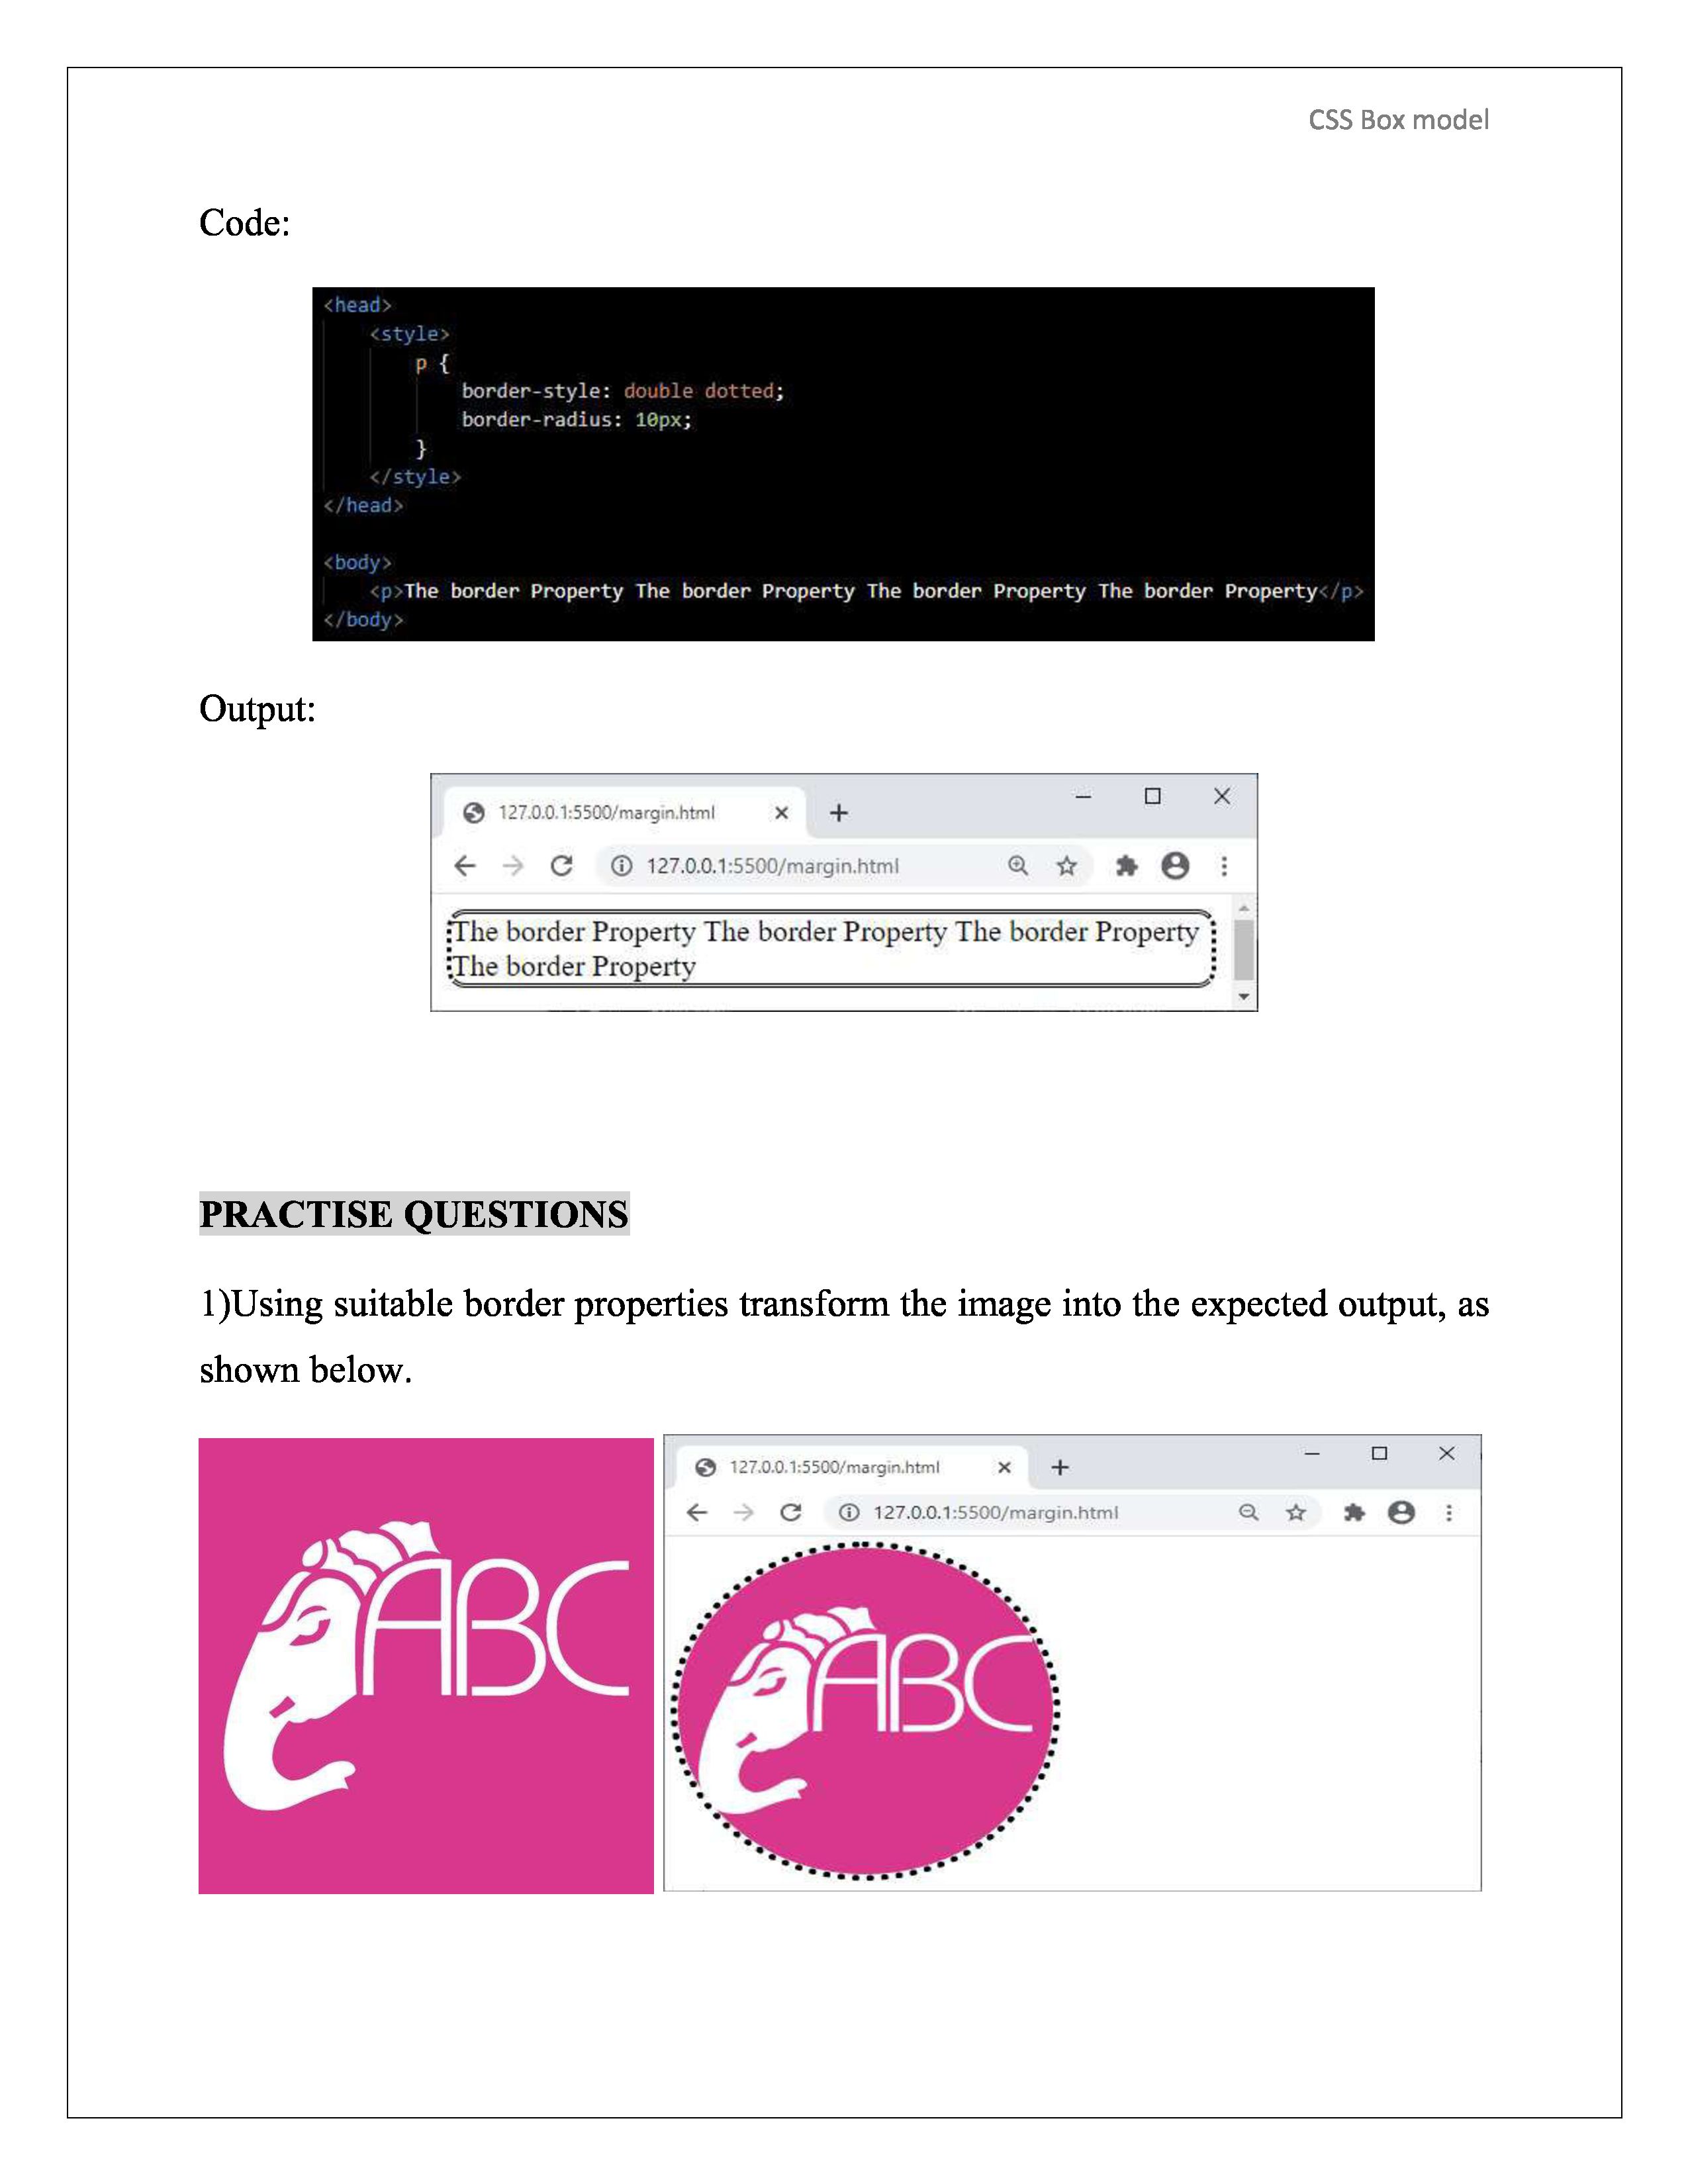 CSS Box model
Code:
<head>
<style>
p {
border-style: double dotted;
border-radius: 10px;
}
</style>
</head>
<body>
<p>The border Property The border Property The border Property The border Property</p>
</body>
Output:
127.0.0.1:5500/margin.html
127.0.0.1:5500/margin.html
The border Property The border Property The border Property
The border Property
PRACTISE QUESTIONS
1)Using suitable border properties transform the image into the expected output, as
shown below.
ABC
127.0.0.1:5500/margin.html
127.0.0.1:5500/margin.html
ABC